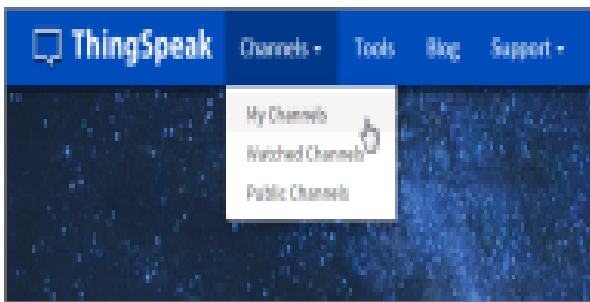 ThingSpeak Channels Tools Blog Support
My Channels
Watched Channels
Public Channels